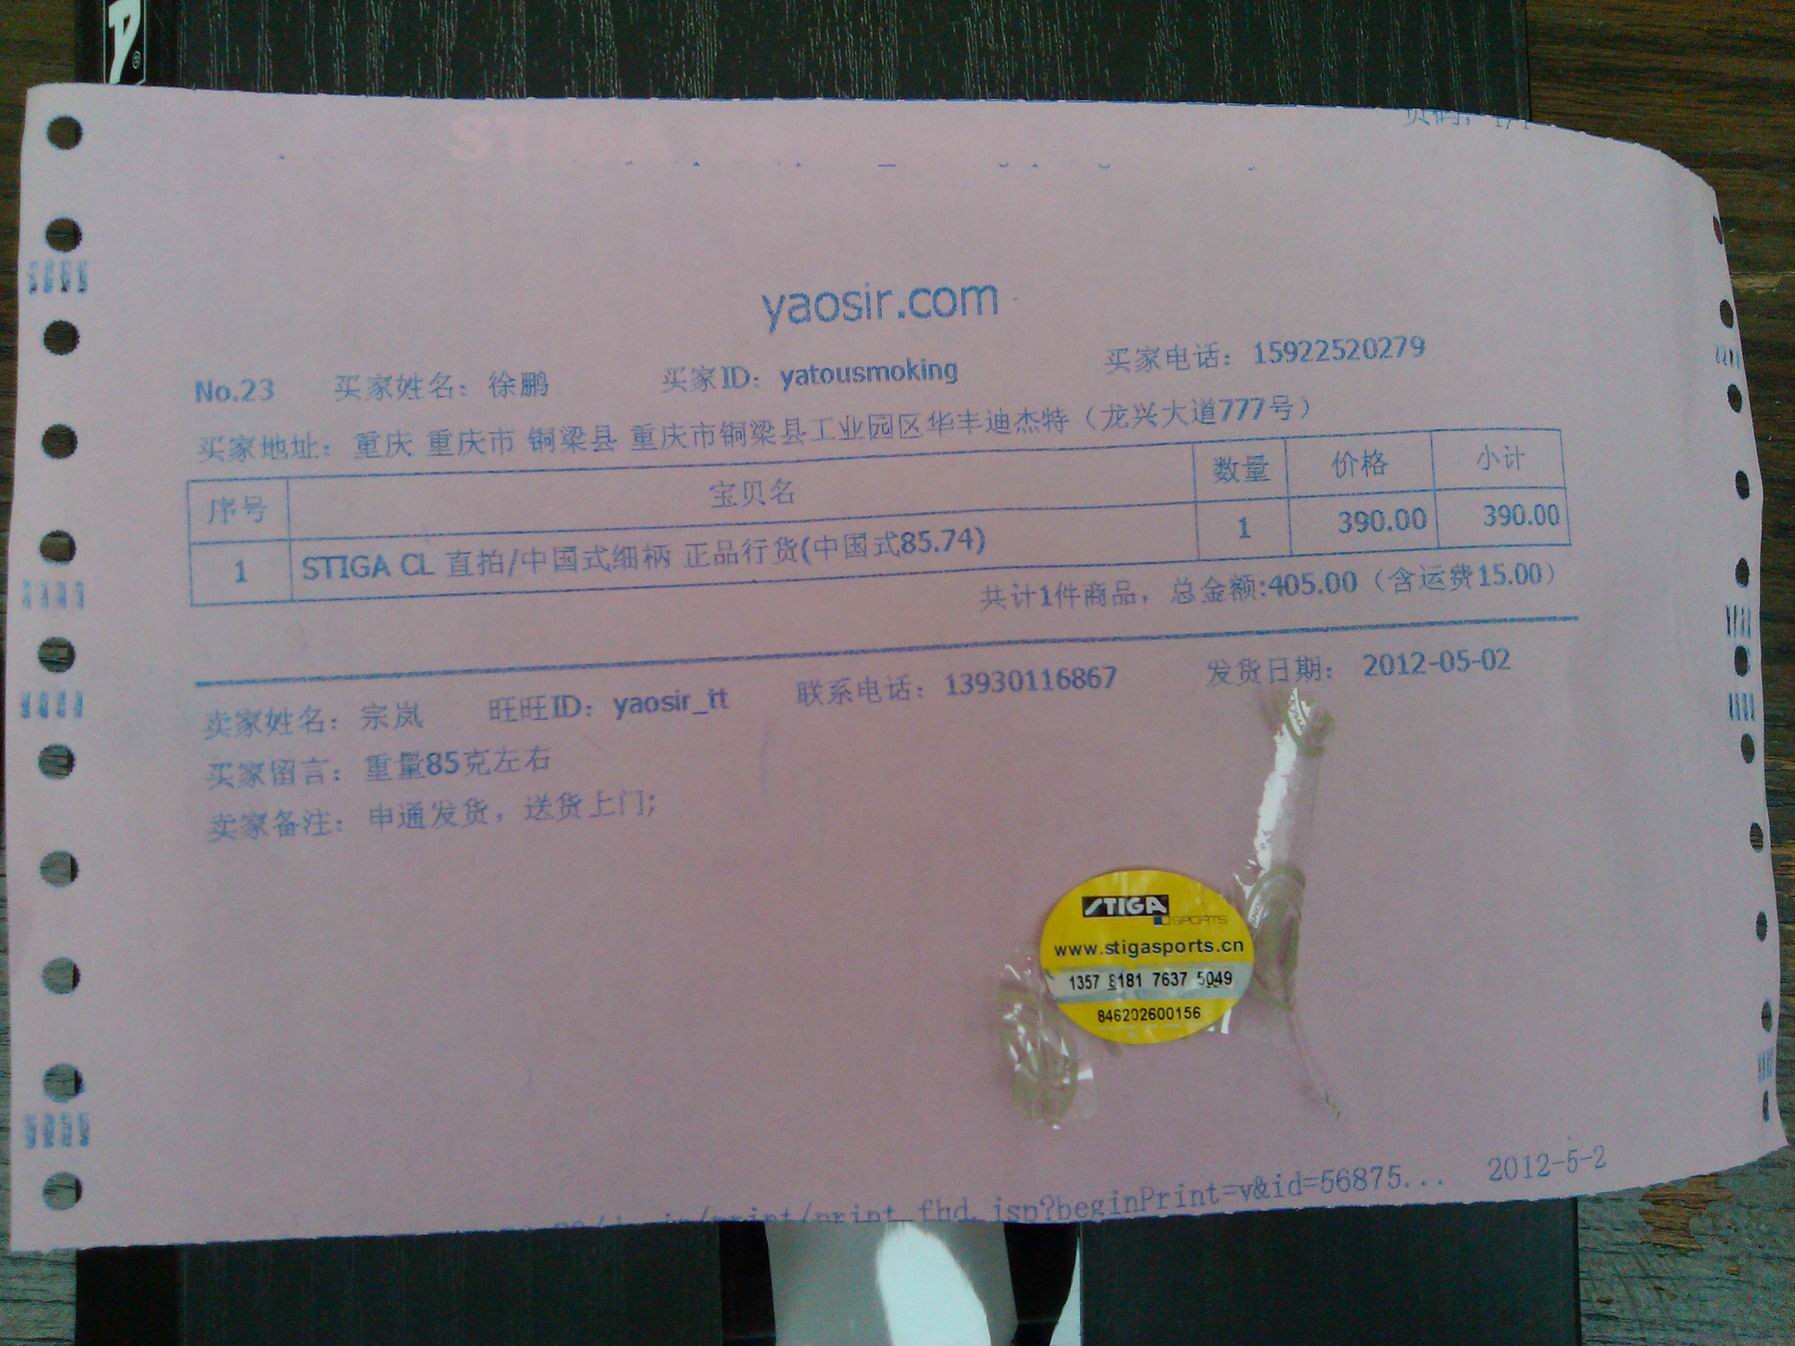 yaosir.com
No.23 买家姓名：徐鹏 买家ID：yatousmoking 买家电话：15922520279
买家地址：重庆 重庆市 铜梁县 重庆市铜梁县工业园区华丰迪杰特（龙兴大道777号）
序号 宝贝名 数量 价格 小计
1 STIGA CL 直拍/中国式细柄 正品行货(中国式85.74) 1 390.00 390.00
共计1件商品，总金额:405.00（含运费15.00）
卖家姓名：宗岚 旺旺ID：yaosir_tt 联系电话：13930116867 发货日期：2012-05-02
买家留言：重量85克左右
卖家备注：申通发货，送货上门;
STIGA
SPORTS
www.stigasports.cn
1357 8181 7637 5049
846202600156
/print/print_fhd.jsp?beginPrint=v&id=56875... 2012-5-2